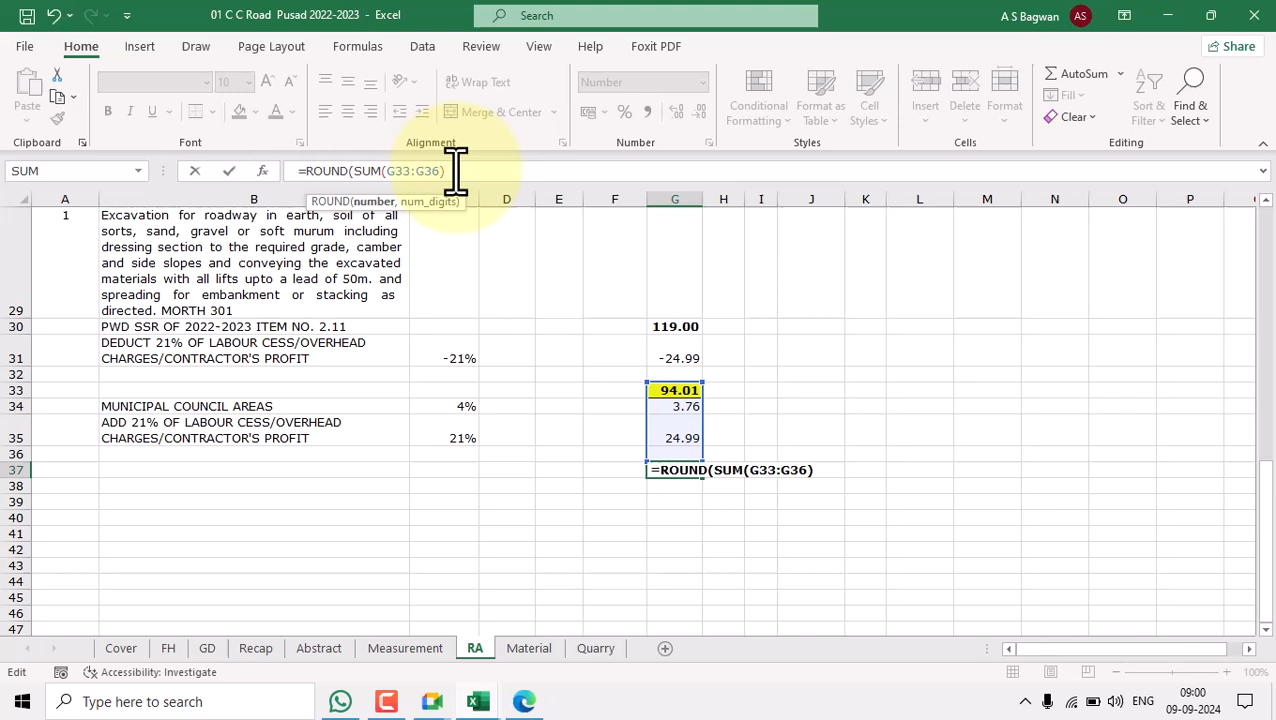 01 C C Road Pusad 2022-2023 - Excel
Search
A S Bagwan
AS
File Home Insert Draw Page Layout Formulas Data Review View Help Foxit PDF
Share
Paste
10
Wrap Text
Merge & Center
Number
Conditional Formatting
Format as Table
Cell Styles
Insert
Delete
Format
AutoSum
Fill
Clear
Sort & Filter
Find & Select
Clipboard Font Alignment Number Styles Cells Editing
SUM
=ROUND(SUM(G33:G36)
ROUND(number, num_digits)
A B D E F G H I J K L M N O P
1
Excavation for roadway in earth, soil of all
sorts, sand, gravel or soft murum including
dressing section to the required grade, camber
and side slopes and conveying the excavated
materials with all lifts upto a lead of 50m. and
spreading for embankment or stacking as
29 directed. MORTH 301
30 PWD SSR OF 2022-2023 ITEM NO. 2.11 119.00
DEDUCT 21% OF LABOUR CESS/OVERHEAD
31 CHARGES/CONTRACTOR'S PROFIT -21% -24.99
32
33 94.01
34 MUNICIPAL COUNCIL AREAS 4% 3.76
ADD 21% OF LABOUR CESS/OVERHEAD
35 CHARGES/CONTRACTOR'S PROFIT 21% 24.99
36
37 =ROUND(SUM(G33:G36)
38
39
40
41
42
43
44
45
46
47
Cover FH GD Recap Abstract Measurement RA Material Quarry
Edit
Accessibility: Investigate
100%
Type here to search
ENG
09:00
09-09-2024